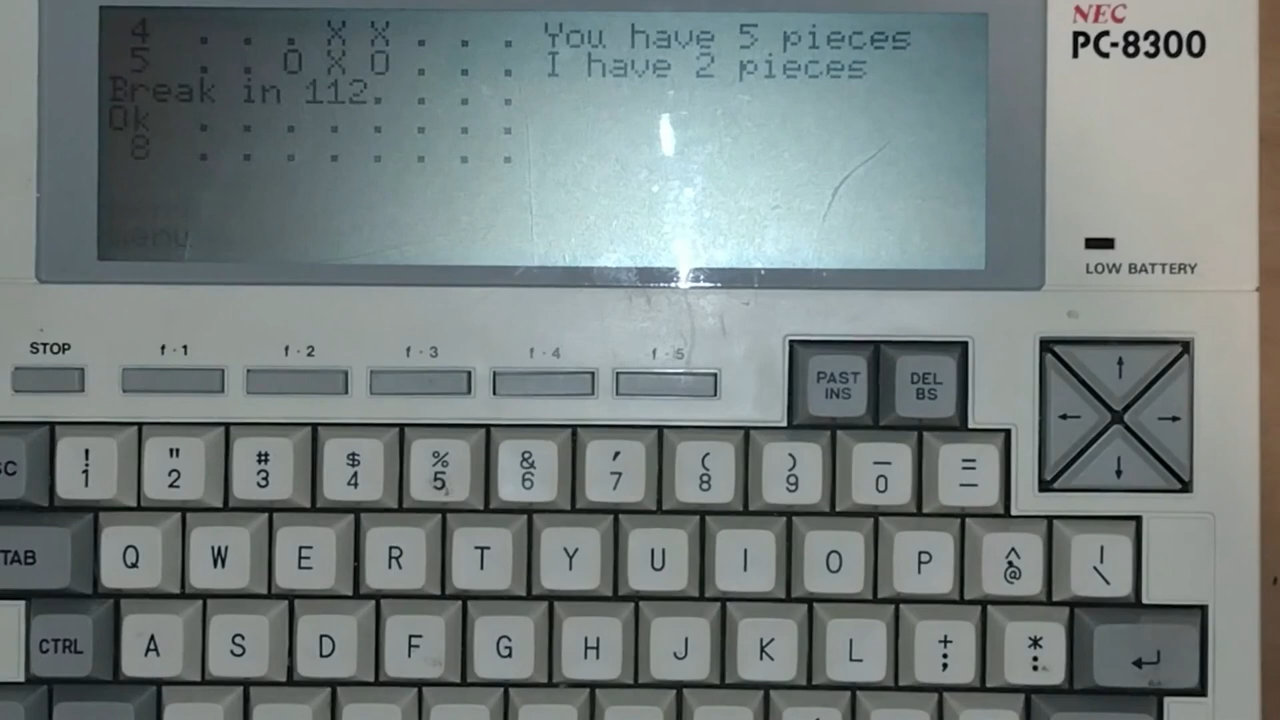 NEC
PC-8300
4 . . . X X . . . You have 5 pieces
5 . . O X O . . . I have 2 pieces
Break in 112. . . .
Ok . . . . . . . .
8 . . . . . . . .
menu
LOW BATTERY
STOP f·1 f·2 f·3 f·4 f·5
PAST INS
DEL BS
↑
← →
↓
! " # $ % & ' ( ) — =
1 2 3 4 5 6 7 8 9 0 —
TAB Q W E R T Y U I O P ^ @ | \
CTRL A S D F G H J K L + ; * :